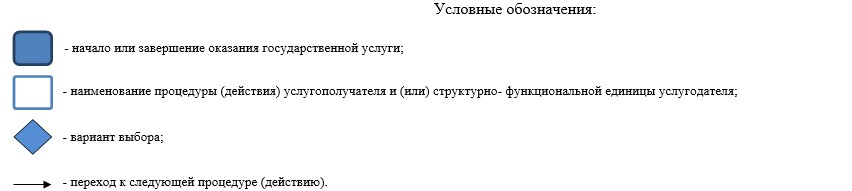 Условные обозначения:
- начало или завершение оказания государственной услуги;
- наименование процедуры (действия) услугополучателя и (или) структурно- функциональной единицы услугодателя;
- вариант выбора;
- переход к следующей процедуре (действию).